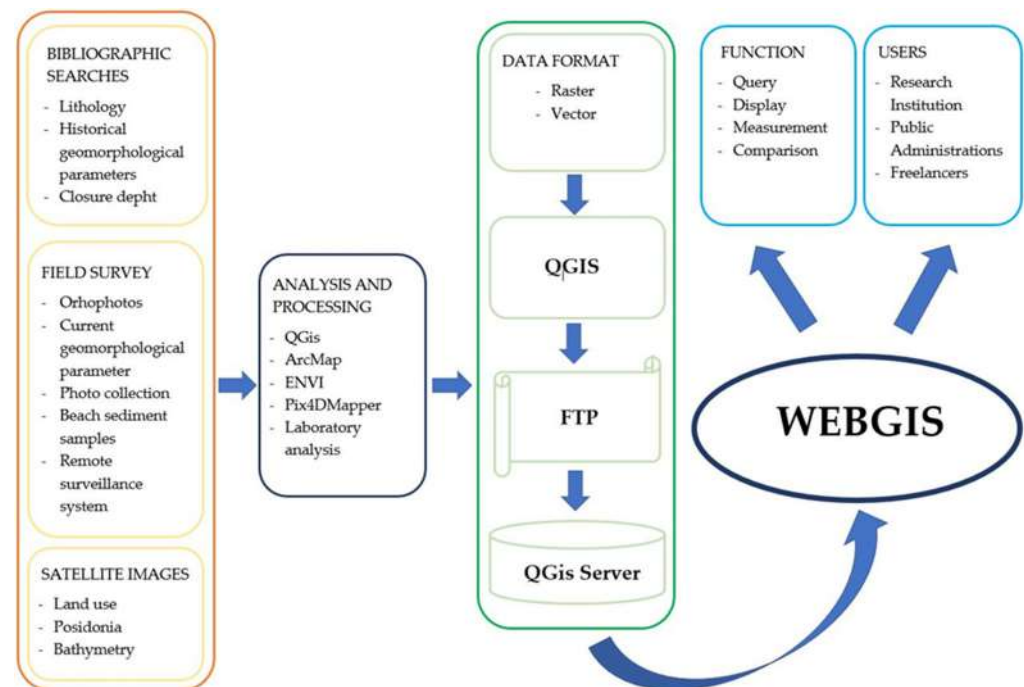 BIBLIOGRAPHIC
SEARCHES
- Lithology
- Historical
geomorphological
parameters
- Closure depht
FIELD SURVEY
- Orhophotos
- Current
geomorphological
parameter
- Photo collection
- Beach sediment
samples
- Remote
surveillance
system
SATELLITE IMAGES
- Land use
- Posidonia
- Bathymetry
ANALYSIS AND
PROCESSING
- QGis
- ArcMap
- ENVI
- Pix4DMapper
- Laboratory
analysis
DATA FORMAT
- Raster
- Vector
QGIS
FTP
QGis Server
FUNCTION
- Query
- Display
- Measurement
- Comparison
USERS
- Research
Institution
- Public
Administrations
- Freelancers
WEBGIS